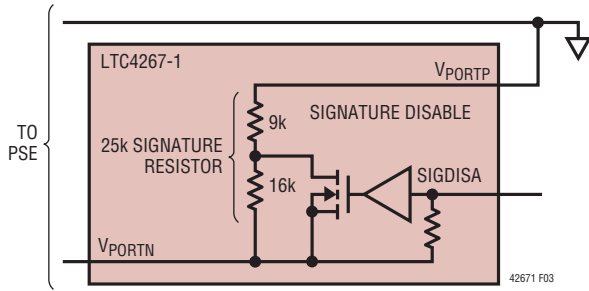 LTC4267-1
VPORTP
9k
SIGNATURE DISABLE
TO
PSE
25k SIGNATURE
RESISTOR
16k
SIGDISA
VPORTN
42671 F03